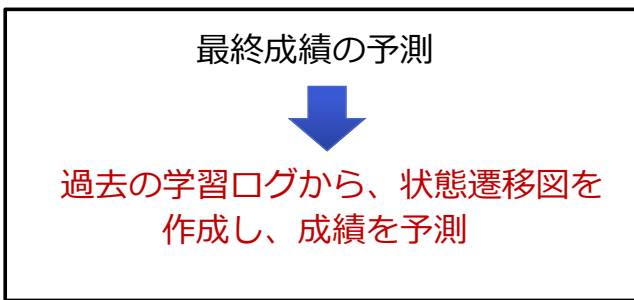 最終成績の予測
過去の学習ログから、状態遷移図を
作成し、成績を予測